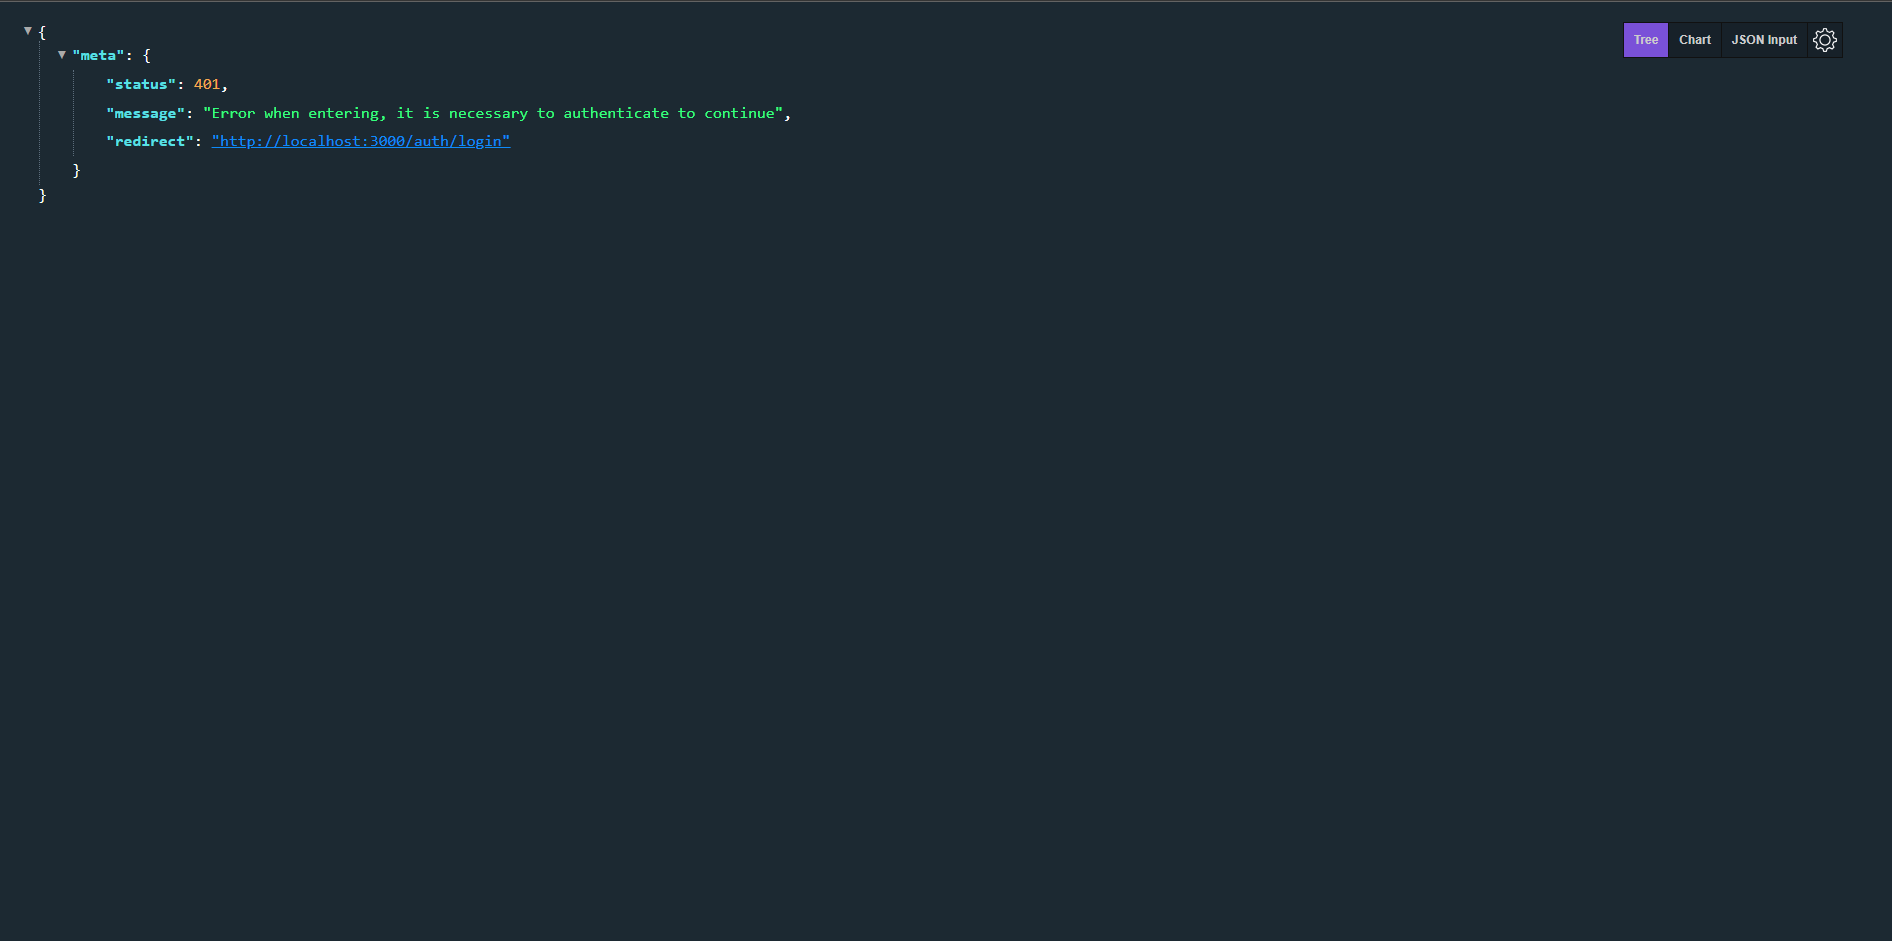 {
"meta": {
"status": 401,
"message": "Error when entering, it is necessary to authenticate to continue",
"redirect": "http://localhost:3000/auth/login"
}
}
Tree Chart JSON Input